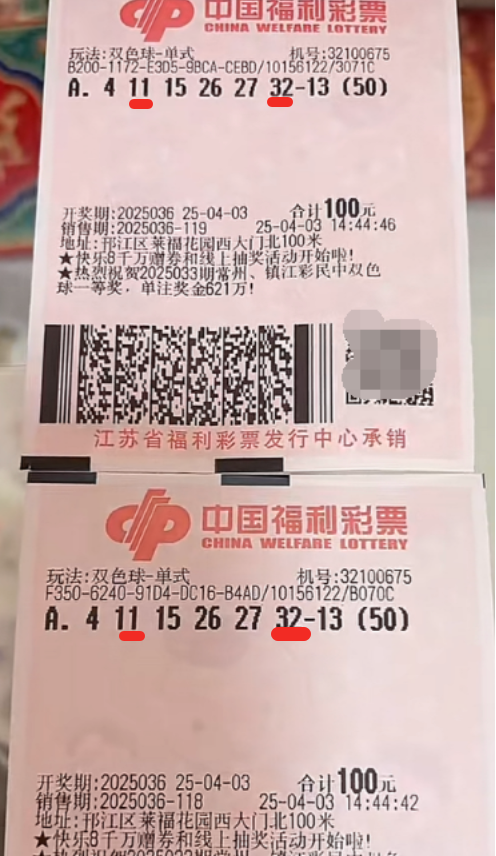 中国福利彩票
CHINA WELFARE LOTTERY
玩法:双色球-单式 机号:32100675
B200-1172-E3D5-9BCA-CEBD/10156122/3071C
A. 4 11 15 26 27 32-13 (50)
开奖期:2025036 25-04-03 合计100元
销售期:2025036-119 25-04-03 14:44:46
地址:邗江区莱福花园西大门北100米
★快乐8千万赠券和线上抽奖活动开始啦!
★热烈祝贺2025033期常州、镇江彩民中双色
球一等奖,单注奖金621万!
江苏省福利彩票发行中心承销
中国福利彩票
CHINA WELFARE LOTTERY
玩法:双色球-单式 机号:32100675
F350-6240-91D4-DC16-B4AD/10156122/B070C
A. 4 11 15 26 27 32-13 (50)
开奖期:2025036 25-04-03 合计100元
销售期:2025036-118 25-04-03 14:44:42
地址:邗江区莱福花园西大门北100米
★快乐8千万赠券和线上抽奖活动开始啦!